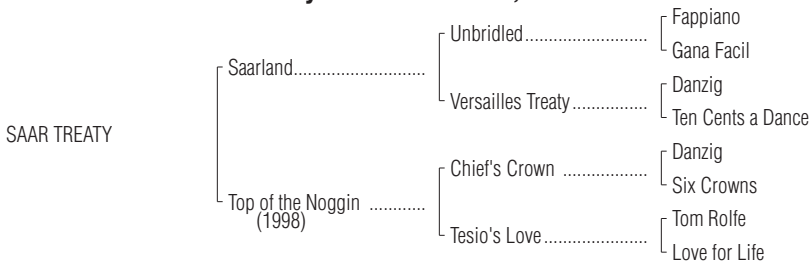 Fappiano
Unbridled............................
Gana Facil
Saarland...........................
Danzig
Versailles Treaty.................
Ten Cents a Dance
SAAR TREATY
Danzig
Chief's Crown ...................
Six Crowns
Top of the Noggin ............
(1998)
Tom Rolfe
Tesio's Love........................
Love for Life